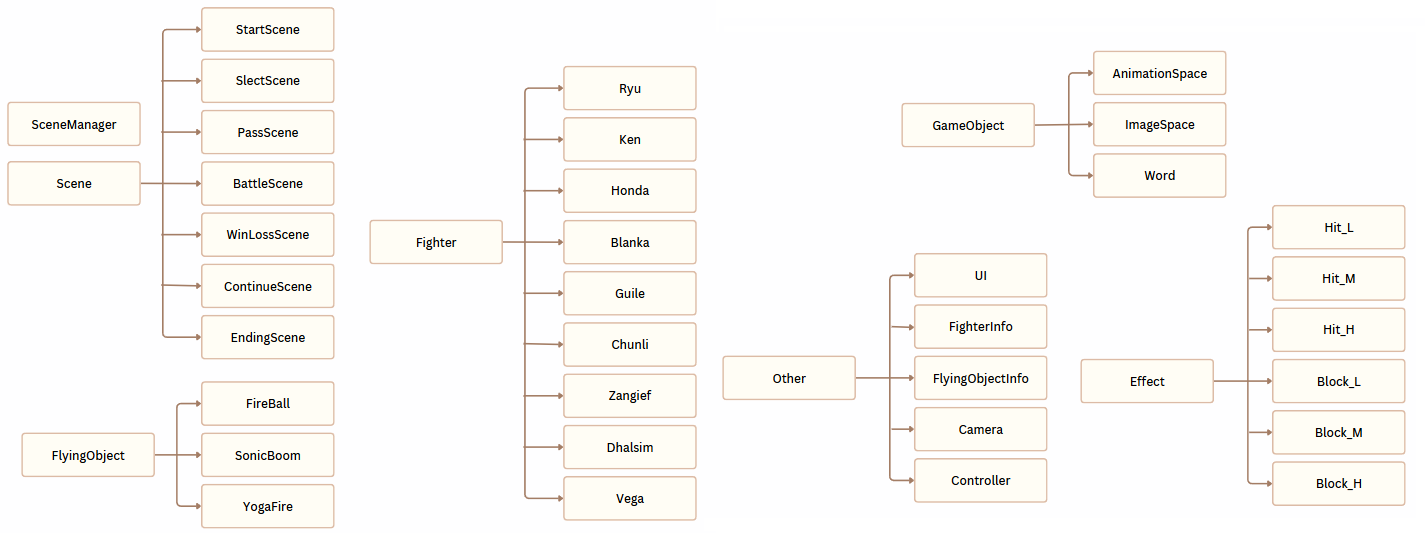 SceneManager
Scene
StartScene
SlectScene
PassScene
BattleScene
WinLossScene
ContinueScene
EndingScene
FlyingObject
FireBall
SonicBoom
YogaFire
Fighter
Ryu
Ken
Honda
Blanka
Guile
Chunli
Zangief
Dhalsim
Vega
GameObject
AnimationSpace
ImageSpace
Word
Other
UI
FighterInfo
FlyingObjectInfo
Camera
Controller
Effect
Hit_L
Hit_M
Hit_H
Block_L
Block_M
Block_H